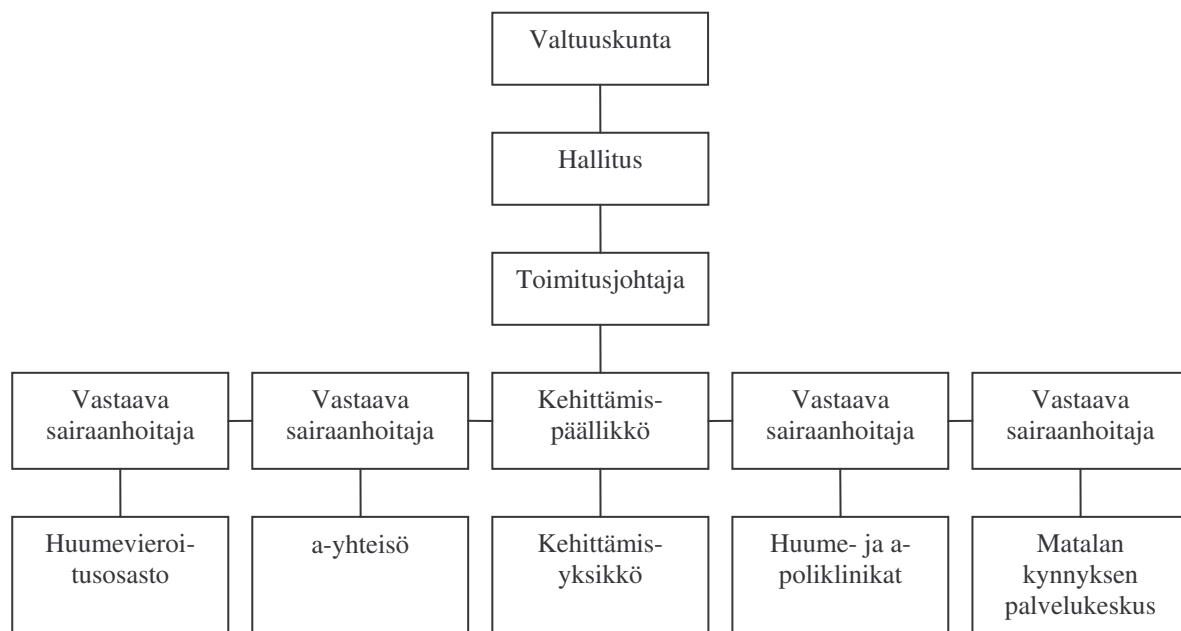 Valtuuskunta
Hallitus
Toimitusjohtaja
Vastaava
sairaanhoitaja
Vastaava
sairaanhoitaja
Kehittämis-
päällikkö
Vastaava
sairaanhoitaja
Vastaava
sairaanhoitaja
Huumevieroi-
tusosasto
a-yhteisö
Kehittämis-
yksikkö
Huume- ja a-
poliklinikat
Matalan
kynnyksen
palvelukeskus